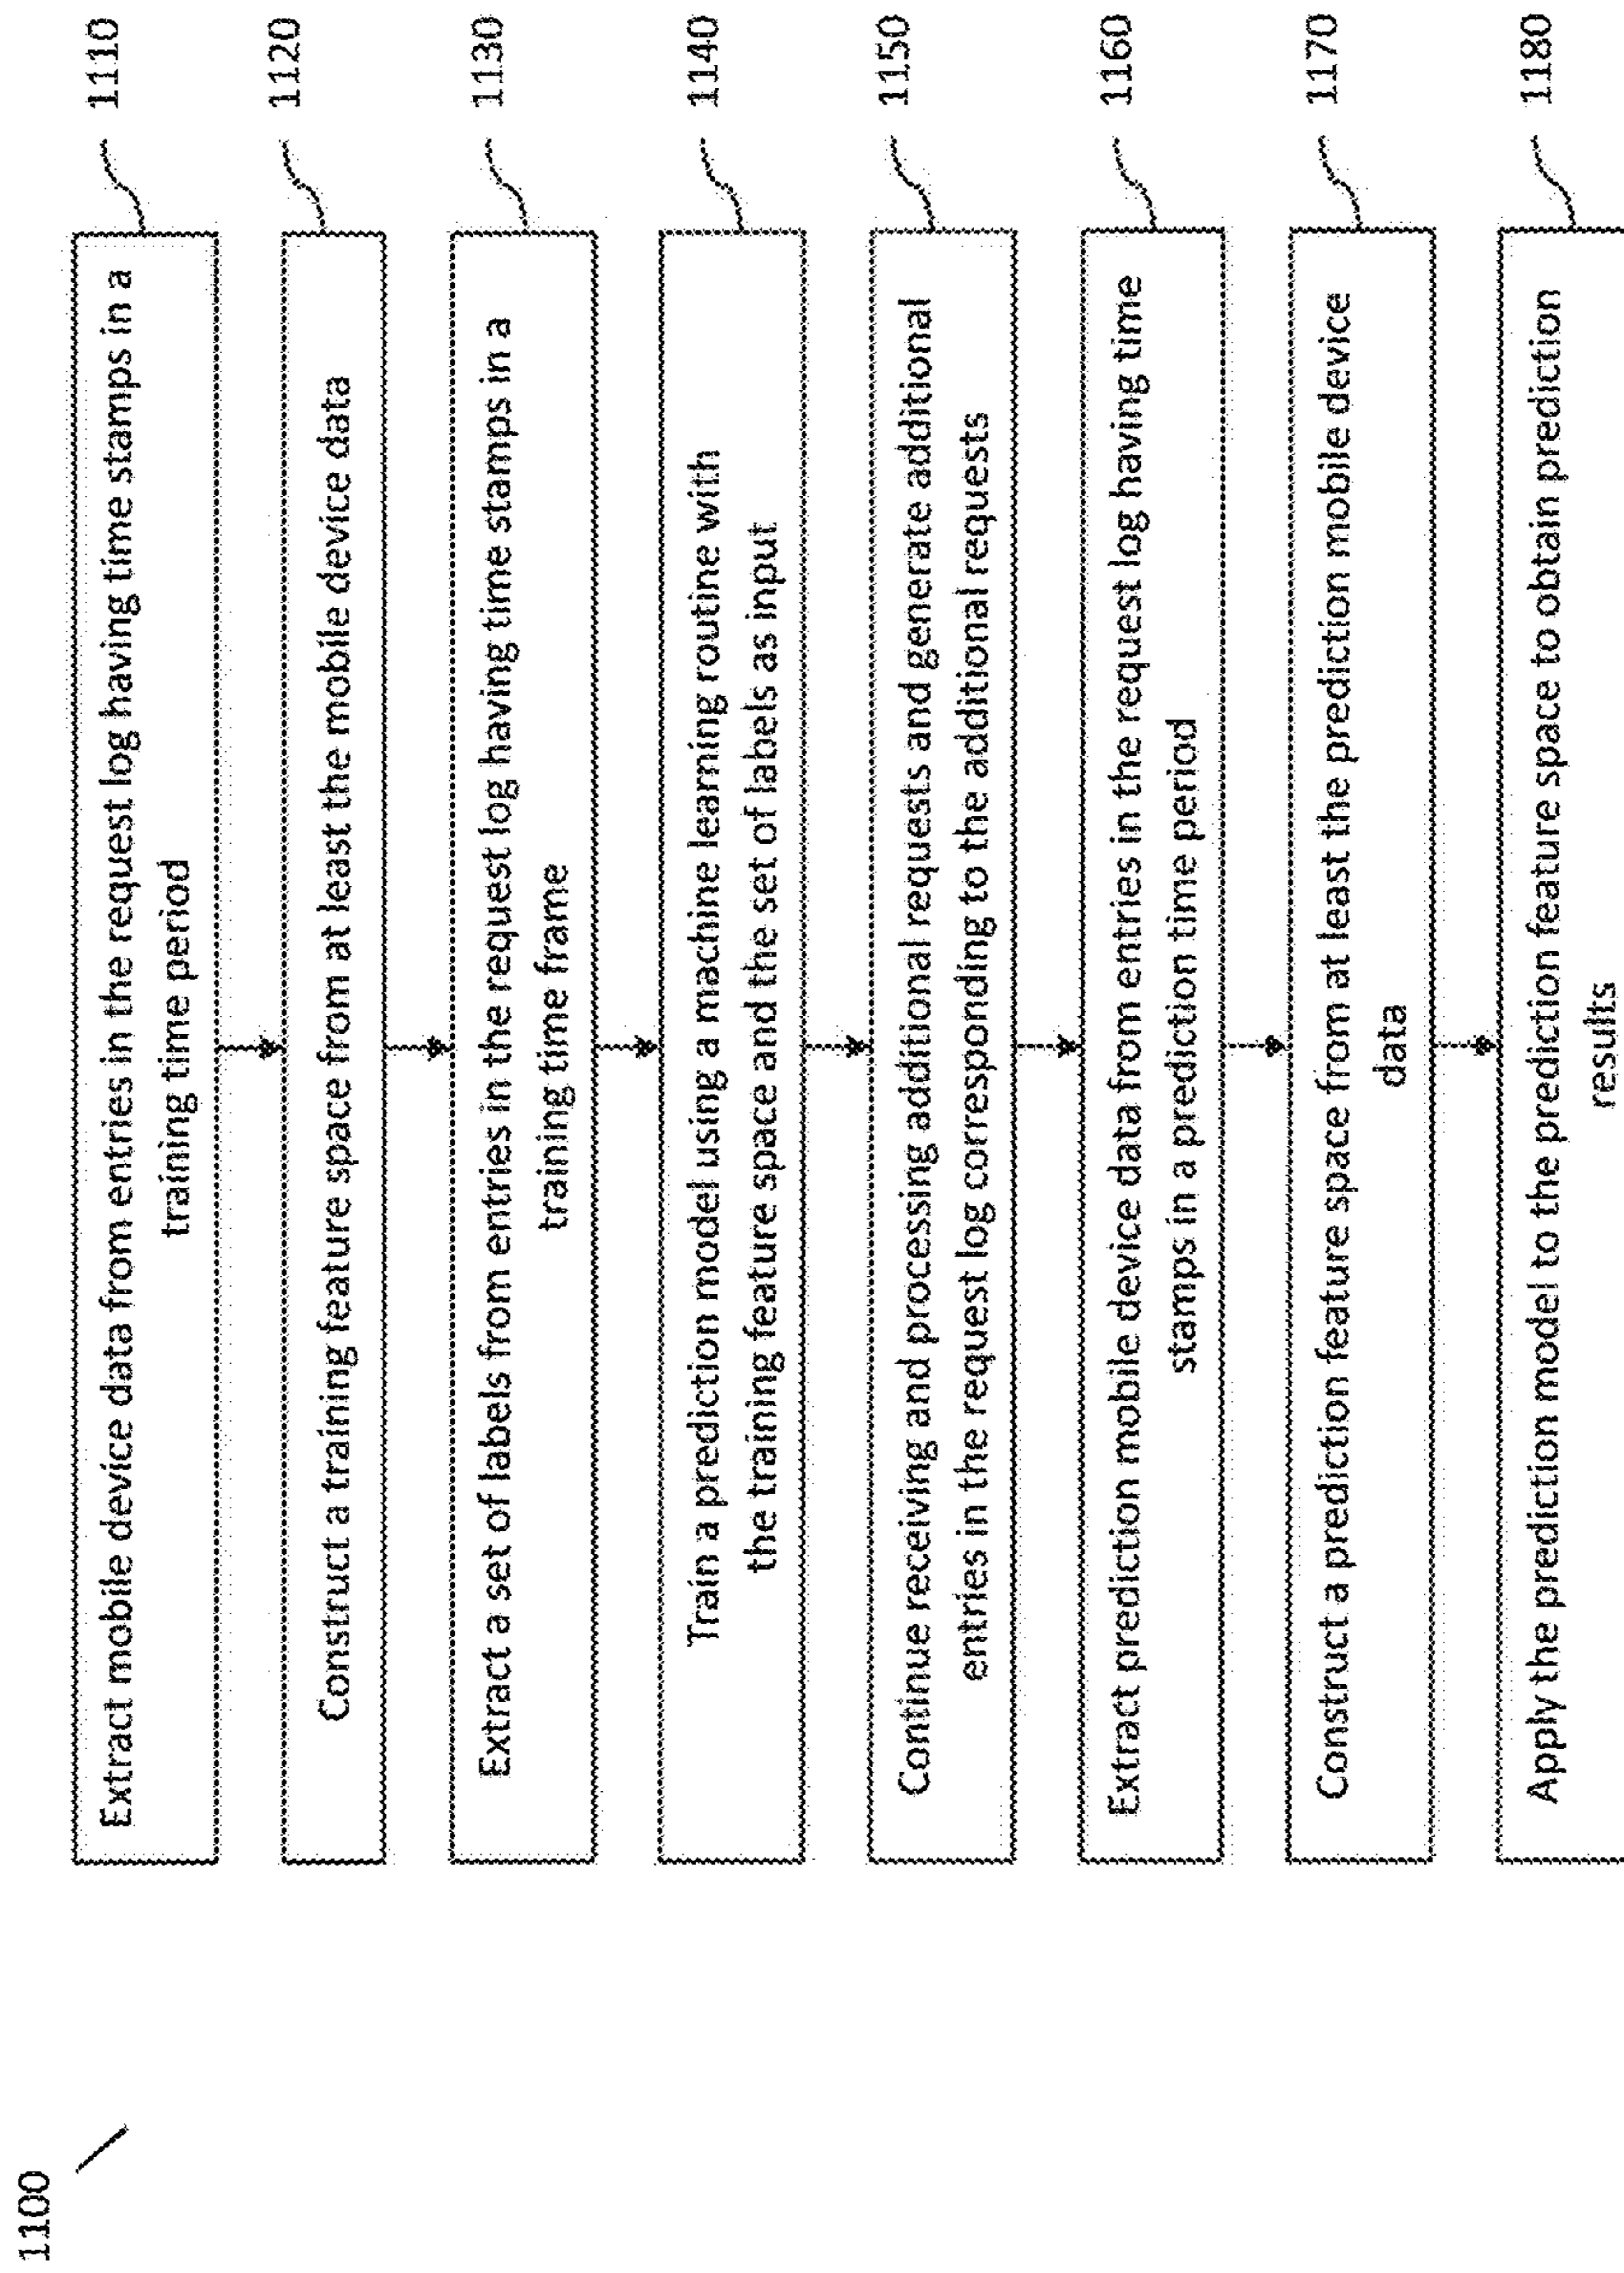 1100
Extract mobile device data from entries in the request log having time stamps in a
training time period
1110
Construct a training feature space from at least the mobile device data
1120
Extract a set of labels from entries in the request log having time stamps in a
training time frame
1130
Train a prediction model using a machine learning routine with
the training feature space and the set of labels as input
1140
Continue receiving and processing additional requests and generate additional
entries in the request log corresponding to the additional requests
1150
Extract prediction mobile device data from entries in the request log having time
stamps in a prediction time period
1160
Construct a prediction feature space from at least the prediction mobile device
data
1170
Apply the prediction model to the prediction feature space to obtain prediction
results
1180